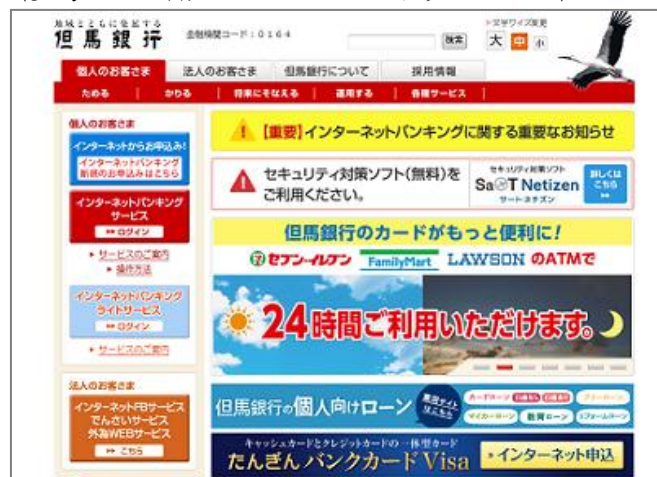 地域とともに発展する
但馬銀行
金融機関コード:0164
検索
文字サイズ変更
大 中 小
個人のお客さま
法人のお客さま
但馬銀行について
採用情報
ためる
かりる
将来にそなえる
運用する
各種サービス
個人のお客さま
インターネットからお申込み!
インターネットバンキング
新規のお申込みはこちら
インターネットバンキング
サービス
ログイン
サービスのご案内
操作方法
インターネットバンキング
ライトサービス
ログイン
サービスのご案内
法人のお客さま
インターネットFBサービス
でんさいサービス
外為WEBサービス
こちら
【重要】インターネットバンキングに関する重要なお知らせ
セキュリティ対策ソフト(無料)を
ご利用ください。
セキュリティ対策ソフト
SaAT Netizen
サートネチズン
詳しくは
こちら
但馬銀行のカードがもっと便利に!
セブン-イレブン FamilyMart LAWSON のATMで
24時間ご利用いただけます。
但馬銀行の個人向けローン
専用サイト
はこちら
カードローン
フリーローン
マイカーローン
教育ローン
リフォームローン
キャッシュカードとクレジットカードの一体型カード
たんぎん バンクカード Visa
インターネット申込